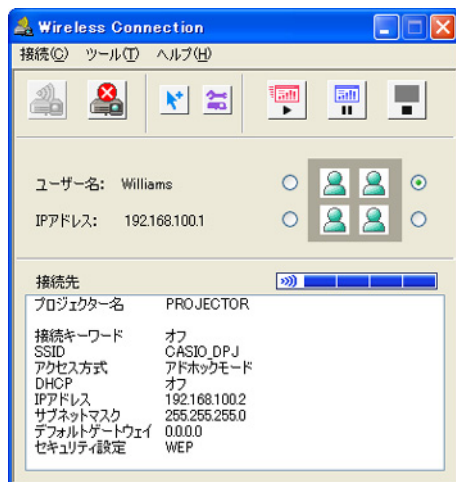 Wireless Connection
接続(C) ツール(T) ヘルプ(H)
ユーザー名: Williams
IPアドレス: 192.168.100.1
接続先
プロジェクター名 PROJECTOR
接続キーワード オフ
SSID CASIO_DPJ
アクセス方式 アドホックモード
DHCP オフ
IPアドレス 192.168.100.2
サブネットマスク 255.255.255.0
デフォルトゲートウェイ 0.0.0.0
セキュリティ設定 WEP